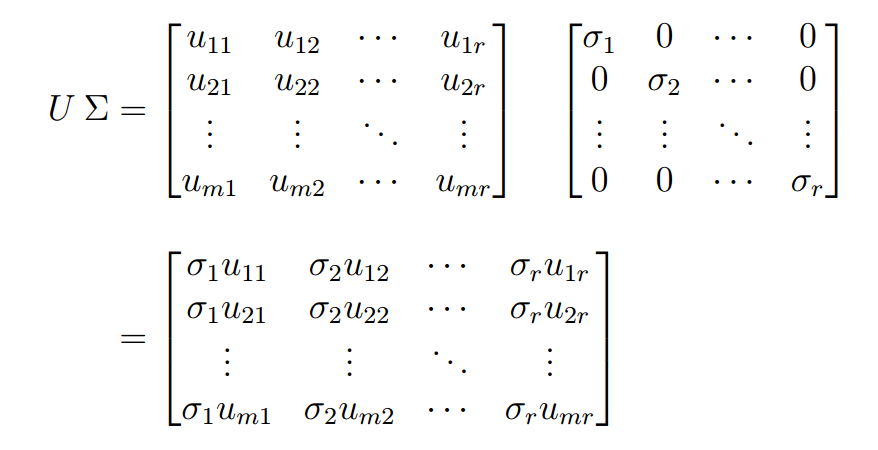 U Σ = [u₁₁ u₁₂ ⋯ u₁ᵣ; u₂₁ u₂₂ ⋯ u₂ᵣ; ⋮ ⋮ ⋱ ⋮; uₘ₁ uₘ₂ ⋯ uₘᵣ] [σ₁ 0 ⋯ 0; 0 σ₂ ⋯ 0; ⋮ ⋮ ⋱ ⋮; 0 0 ⋯ σᵣ]
= [σ₁u₁₁ σ₂u₁₂ ⋯ σᵣu₁ᵣ; σ₁u₂₁ σ₂u₂₂ ⋯ σᵣu₂ᵣ; ⋮ ⋮ ⋱ ⋮; σ₁uₘ₁ σ₂uₘ₂ ⋯ σᵣuₘᵣ]